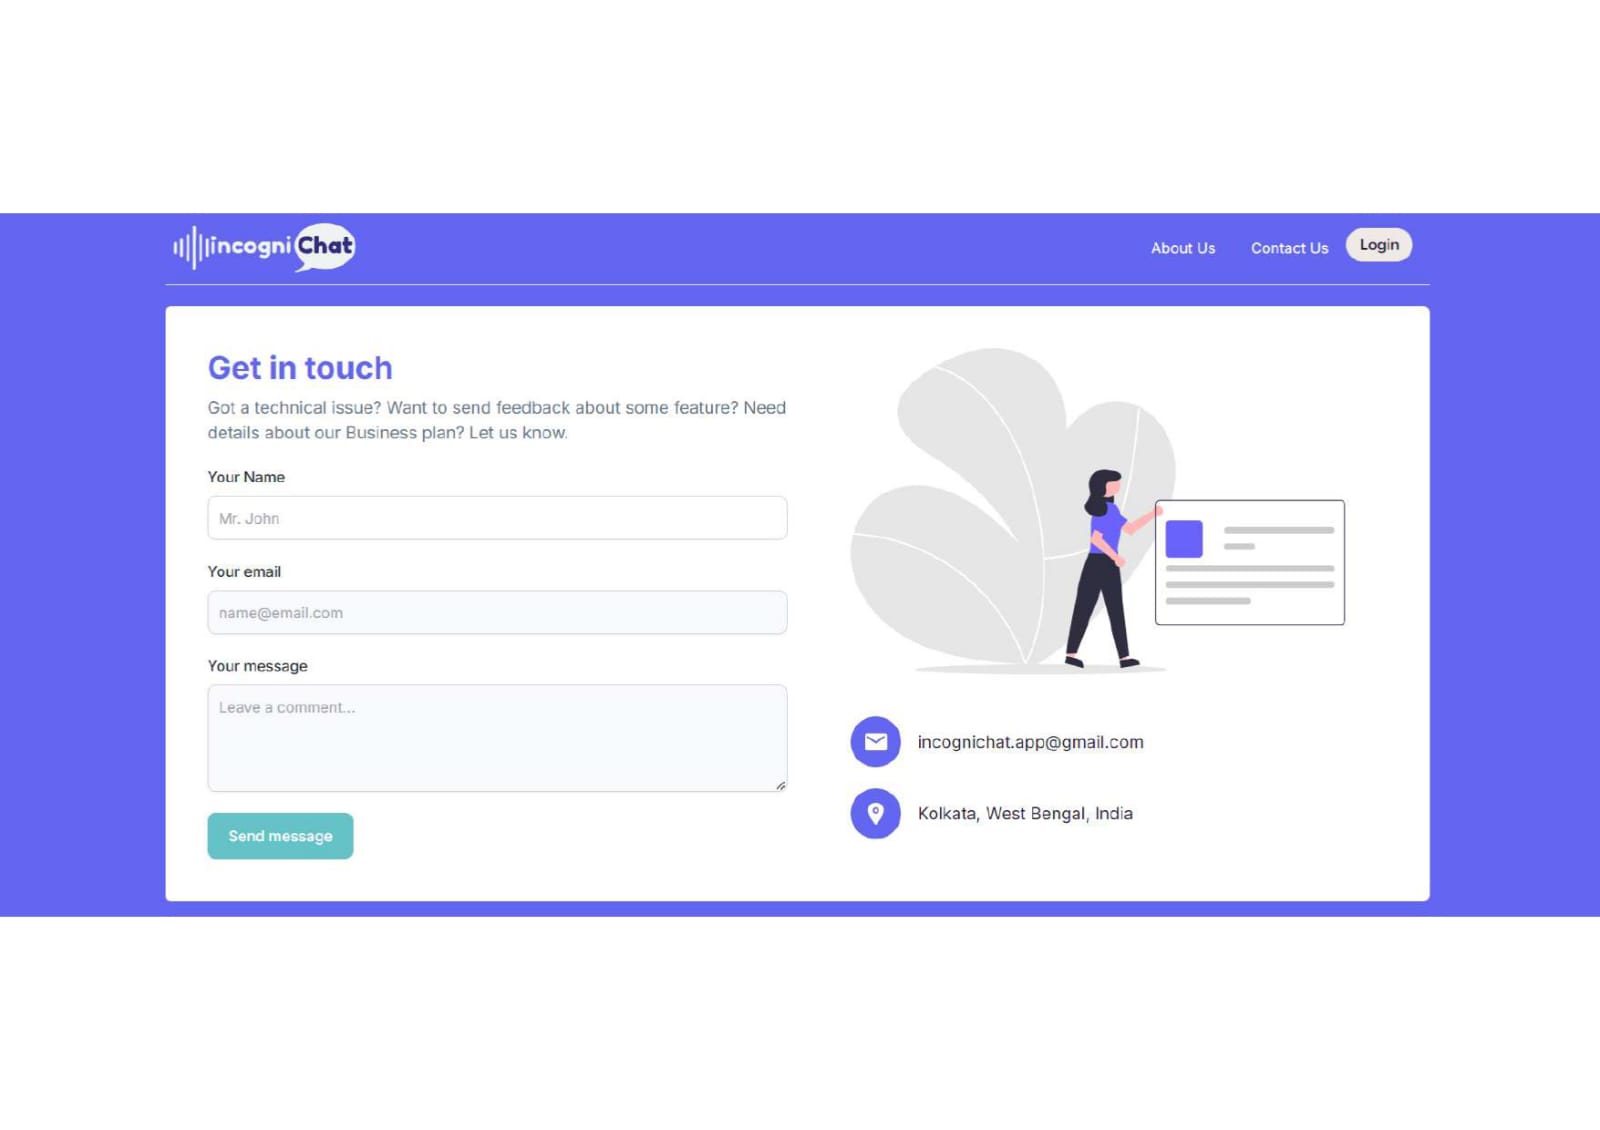 incogni Chat
About Us
Contact Us
Login
Get in touch
Got a technical issue? Want to send feedback about some feature? Need
details about our Business plan? Let us know.
Your Name
Mr. John
Your email
name@email.com
Your message
Leave a comment...
Send message
incognichat.app@gmail.com
Kolkata, West Bengal, India